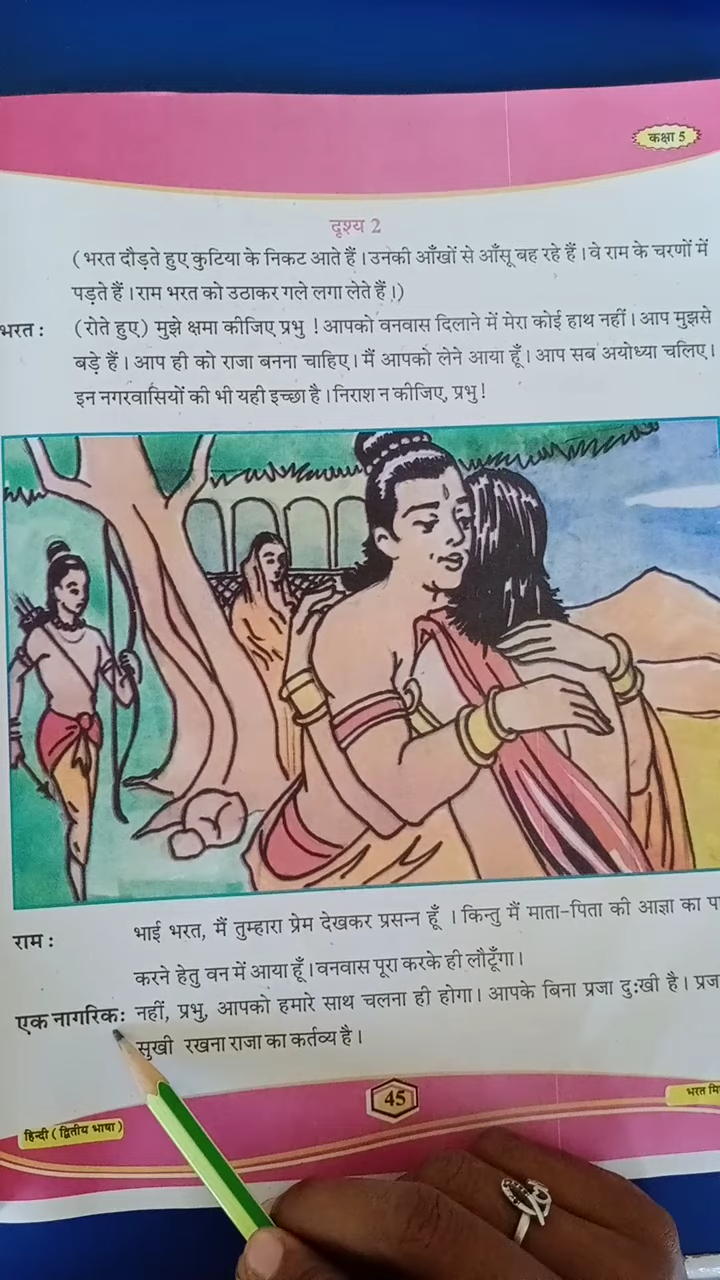 कक्षा 5
दृश्य 2
(भरत दौड़ते हुए कुटिया के निकट आते हैं। उनकी आँखों से आँसू बह रहे हैं। वे राम के चरणों में
पड़ते हैं। राम भरत को उठाकर गले लगा लेते हैं।)
भरत : (रोते हुए) मुझे क्षमा कीजिए प्रभु ! आपको वनवास दिलाने में मेरा कोई हाथ नहीं। आप मुझसे
बड़े हैं। आप ही को राजा बनना चाहिए। मैं आपको लेने आया हूँ। आप सब अयोध्या चलिए।
इन नगरवासियों की भी यही इच्छा है। निराश न कीजिए, प्रभु !
राम : भाई भरत, मैं तुम्हारा प्रेम देखकर प्रसन्न हूँ । किन्तु मैं माता-पिता की आज्ञा का
करने हेतु वन में आया हूँ। वनवास पूरा करके ही लौटूँगा।
एक नागरिक: नहीं, प्रभु, आपको हमारे साथ चलना ही होगा। आपके बिना प्रजा दुःखी है।
सुखी रखना राजा का कर्तव्य है।
45
भरत
हिन्दी ( द्वितीय भाषा )